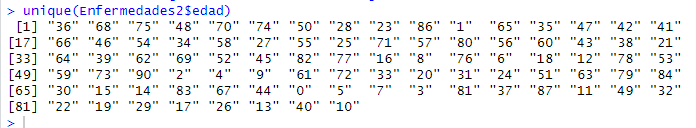 > unique(Enfermedades2$edad)
 [1] "36" "68" "75" "48" "70" "74" "50" "28" "23" "86" "1"  "65" "35" "47" "42" "41"
[17] "66" "46" "54" "34" "58" "27" "55" "25" "71" "57" "80" "56" "60" "43" "38" "21"
[33] "64" "39" "62" "69" "52" "45" "82" "77" "16" "8"  "76" "6"  "18" "12" "78" "53"
[49] "59" "73" "90" "2"  "4"  "9"  "61" "72" "33" "20" "31" "24" "51" "63" "79" "84"
[65] "30" "15" "14" "83" "67" "44" "0"  "5"  "7"  "3"  "81" "37" "87" "11" "49" "32"
[81] "22" "19" "29" "17" "26" "13" "40" "10"
>